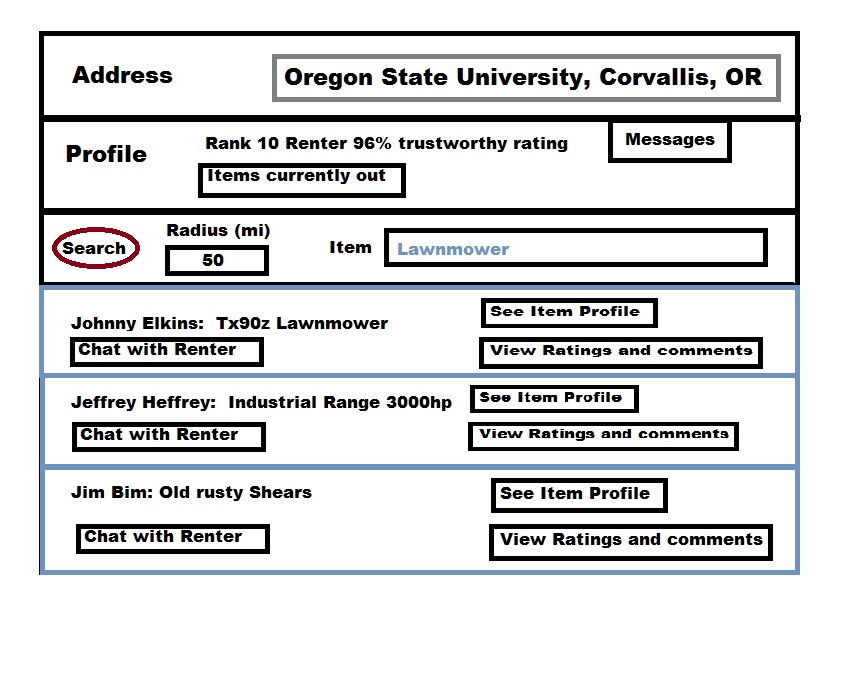 Address
Oregon State University, Corvallis, OR
Profile
Rank 10 Renter 96% trustworthy rating
Messages
Items currently out
Search
Radius (mi)
50
Item
Lawnmower
Johnny Elkins:  Tx90z Lawnmower
See Item Profile
Chat with Renter
View Ratings and comments
Jeffrey Heffrey:  Industrial Range 3000hp
See Item Profile
Chat with Renter
View Ratings and comments
Jim Bim: Old rusty Shears
See Item Profile
Chat with Renter
View Ratings and comments